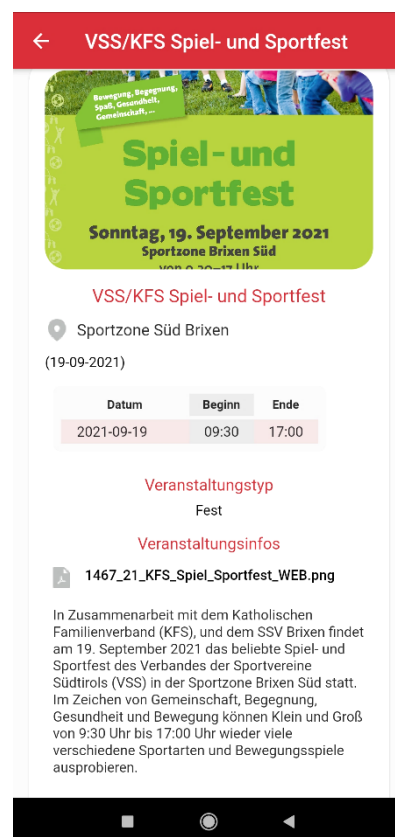 VSS/KFS Spiel- und Sportfest
Bewegung, Begegnung,
Spaß, Gesundheit,
Gemeinschaft, ...
Spiel- und
Sportfest
Sonntag, 19. September 2021
Sportzone Brixen Süd
von 9.30–17 Uhr
VSS/KFS Spiel- und Sportfest
Sportzone Süd Brixen
(19-09-2021)
Datum Beginn Ende
2021-09-19 09:30 17:00
Veranstaltungstyp
Fest
Veranstaltungsinfos
1467_21_KFS_Spiel_Sportfest_WEB.png
In Zusammenarbeit mit dem Katholischen
Familienverband (KFS), und dem SSV Brixen findet
am 19. September 2021 das beliebte Spiel- und
Sportfest des Verbandes der Sportvereine
Südtirols (VSS) in der Sportzone Brixen Süd statt.
Im Zeichen von Gemeinschaft, Begegnung,
Gesundheit und Bewegung können Klein und Groß
von 9:30 Uhr bis 17:00 Uhr wieder viele
verschiedene Sportarten und Bewegungsspiele
ausprobieren.